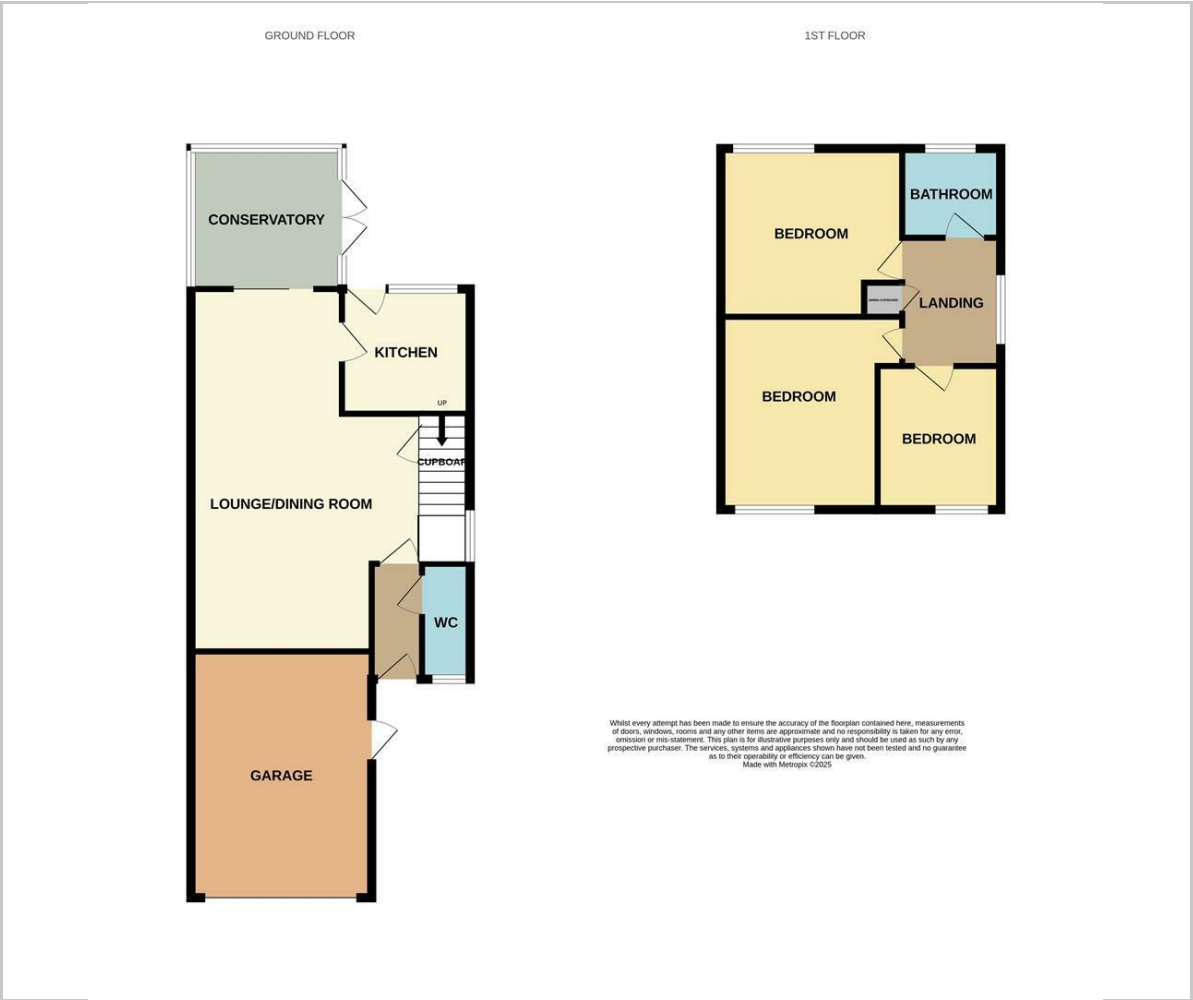 GROUND FLOOR
1ST FLOOR
CONSERVATORY
KITCHEN
UP
CUPBOAR
LOUNGE/DINING ROOM
WC
GARAGE
BEDROOM
BATHROOM
LANDING
BEDROOM
BEDROOM
Whilst every attempt has been made to ensure the accuracy of the floorplan contained here, measurements
of doors, windows, rooms and any other items are approximate and no responsibility is taken for any error,
omission or mis-statement. This plan is for illustrative purposes only and should be used as such by any
prospective purchaser. The services, systems and appliances shown have not been tested and no guarantee
as to their operability or efficiency can be given.
Made with Metropix ©2025